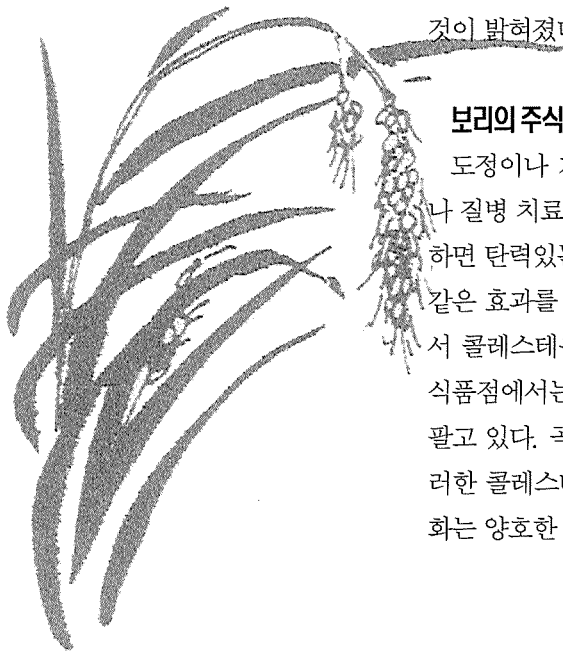 것이 밝혀졌
보리의 주식
도정이나
나 질병 치료
하면 탄력있
같은 효과를
서 콜레스테
식품점에서는
팔고 있다.
러한 콜레스
화는 양호한